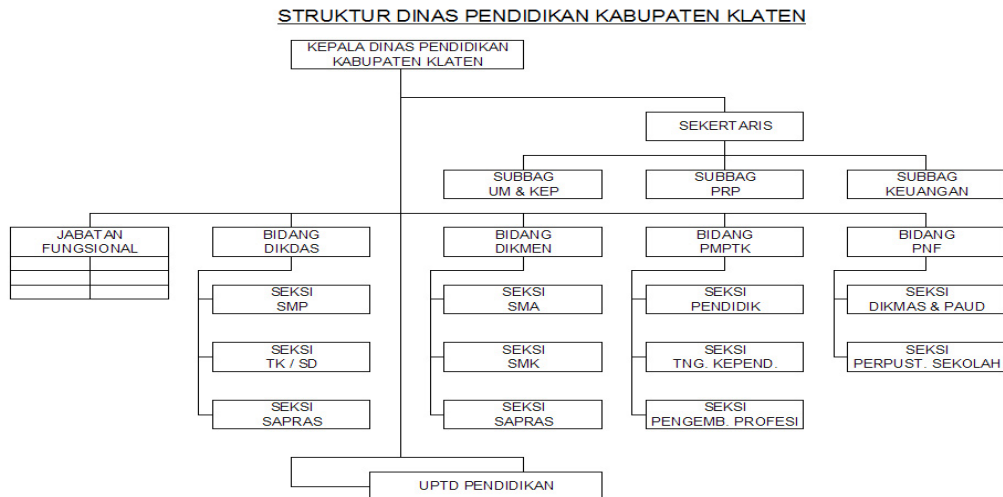 STRUKTUR DINAS PENDIDIKAN KABUPATEN KLATEN
KEPALA DINAS PENDIDIKAN
KABUPATEN KLATEN
SEKERTARIS
SUBBAG
UM & KEP
SUBBAG
PRP
SUBBAG
KEUANGAN
JABATAN
FUNGSIONAL
BIDANG
DIKDAS
BIDANG
DIKMEN
BIDANG
PMPTK
BIDANG
PNF
SEKSI
SMP
SEKSI
SMA
SEKSI
PENDIDIK
SEKSI
DIKMAS & PAUD
SEKSI
TK / SD
SEKSI
SMK
SEKSI
TNG. KEPEND.
SEKSI
PERPUST. SEKOLAH
SEKSI
SAPRAS
SEKSI
SAPRAS
SEKSI
PENGEMB. PROFESI
UPTD PENDIDIKAN